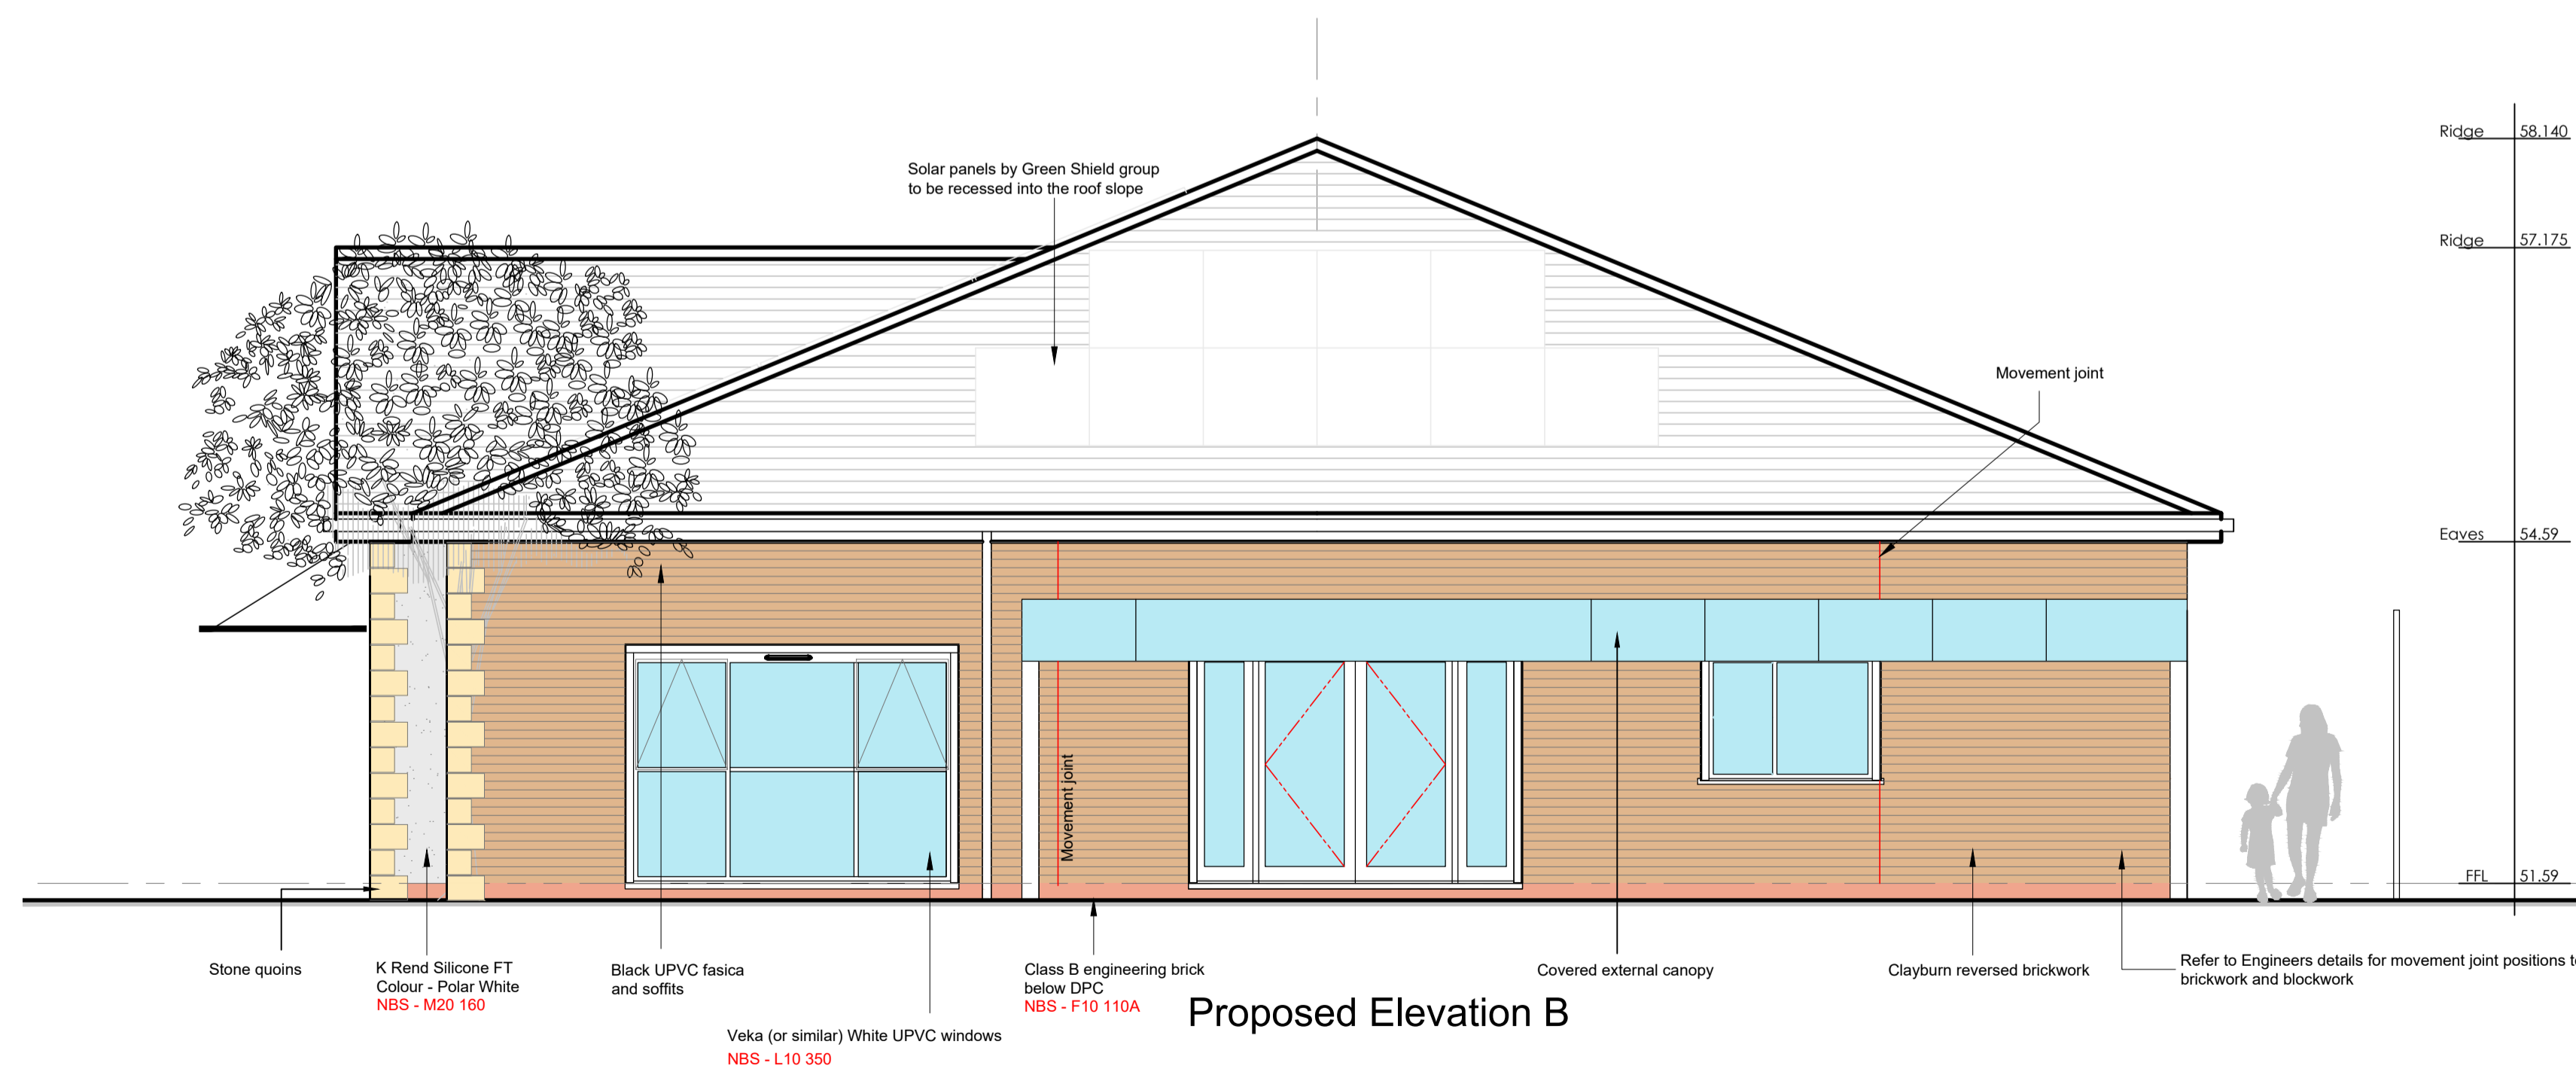 Ridge 58.140
Solar panels by Green Shield group
to be recessed into the roof slope
Ridge 57.175
Movement joint
Eaves 54.59
Movement joint
FFL 51.59
Stone quoins
K Rend Silicone FT
Colour - Polar White
NBS - M20 160
Black UPVC fasica
and soffits
Veka (or similar) White UPVC windows
NBS - L10 350
Class B engineering brick
below DPC
NBS - F10 110A
Proposed Elevation B
Covered external canopy
Clayburn reversed brickwork
Refer to Engineers details for movement joint positions
brickwork and blockwork